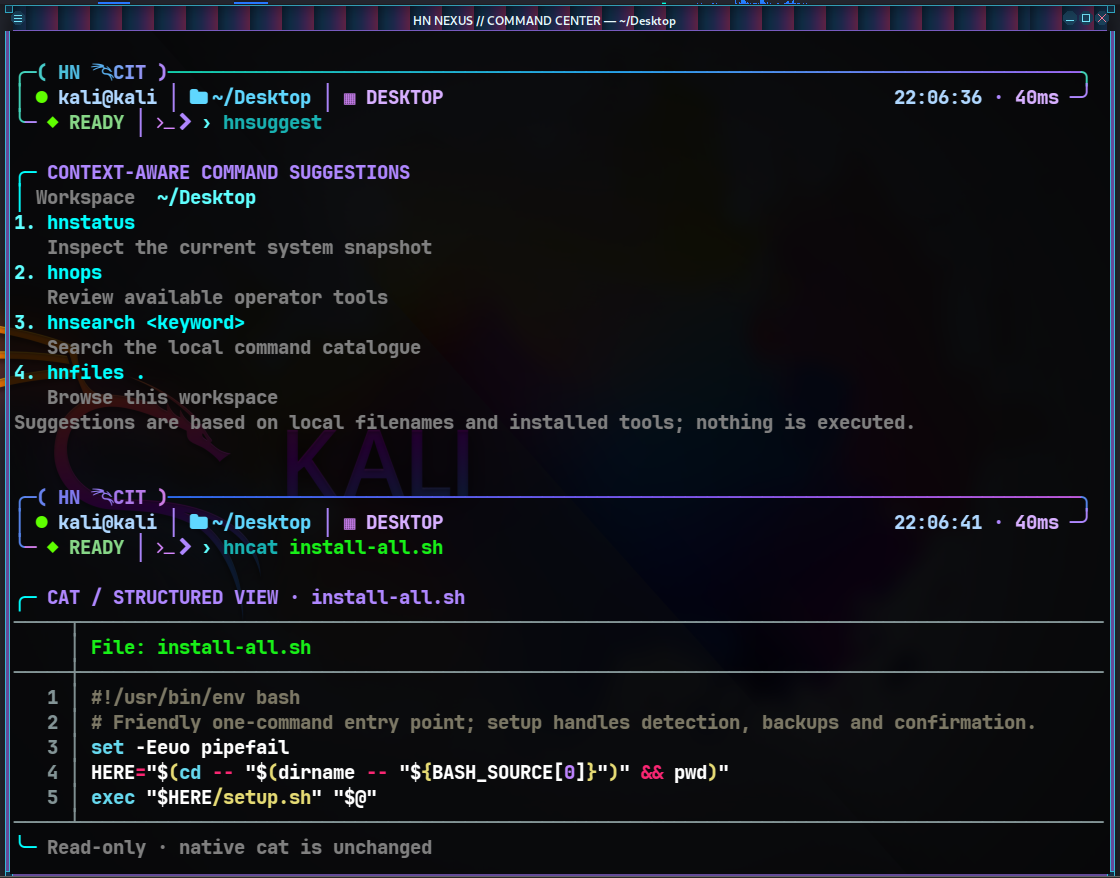 HN NEXUS // COMMAND CENTER — ~/Desktop
( HN CIT )
kali@kali │ ~/Desktop │ ▦ DESKTOP 22:06:36 · 40ms
◆ READY │ >_❯ › hnsuggest
CONTEXT-AWARE COMMAND SUGGESTIONS
Workspace ~/Desktop
1. hnstatus
Inspect the current system snapshot
2. hnops
Review available operator tools
3. hnsearch <keyword>
Search the local command catalogue
4. hnfiles .
Browse this workspace
Suggestions are based on local filenames and installed tools; nothing is executed.
KALI
( HN CIT )
kali@kali │ ~/Desktop │ ▦ DESKTOP 22:06:41 · 40ms
◆ READY │ >_❯ › hncat install-all.sh
CAT / STRUCTURED VIEW · install-all.sh
File: install-all.sh
1 #!/usr/bin/env bash
2 # Friendly one-command entry point; setup handles detection, backups and confirmation.
3 set -Eeuo pipefail
4 HERE="$(cd -- "$(dirname -- "${BASH_SOURCE[0]}")" && pwd)"
5 exec "$HERE/setup.sh" "$@"
Read-only · native cat is unchanged